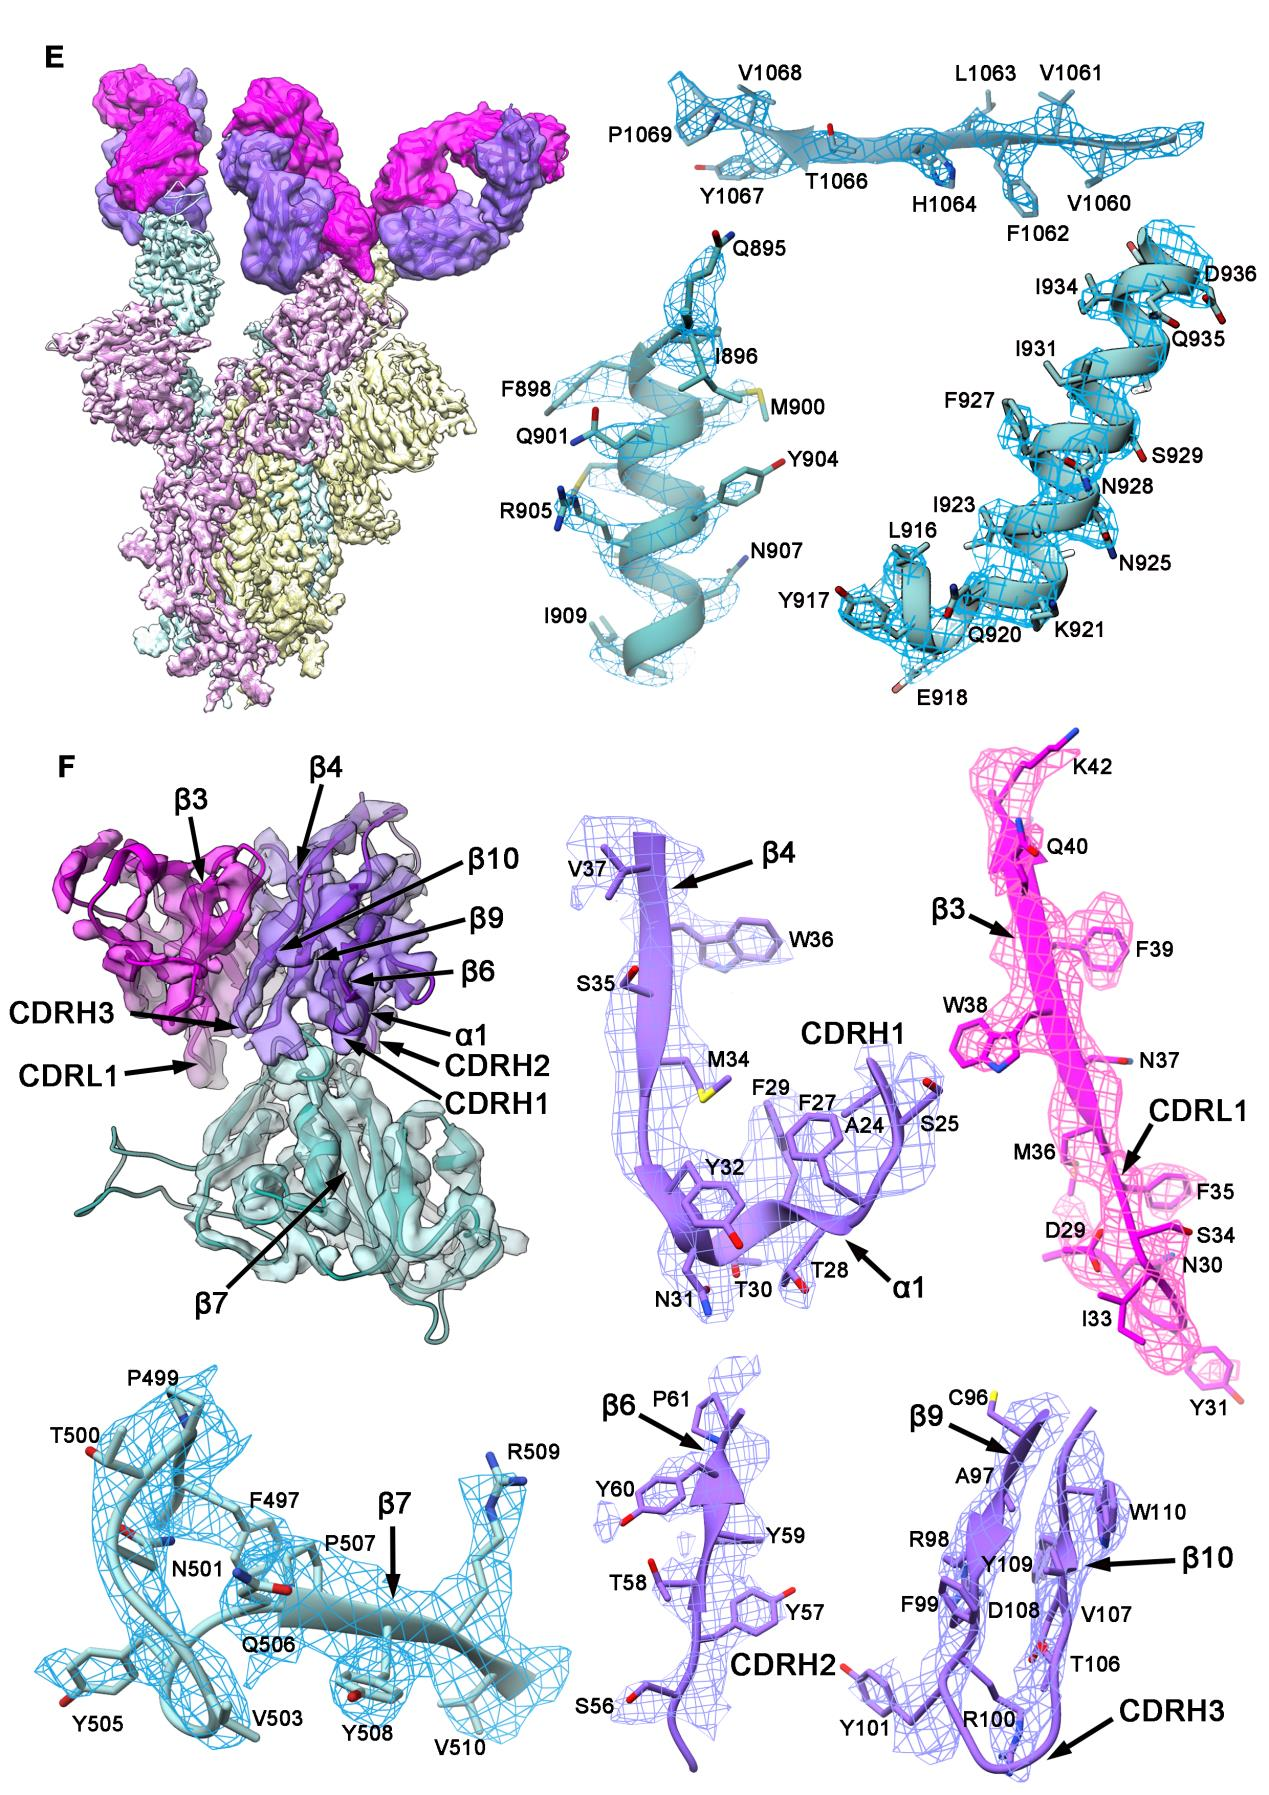 E
V1068
L1063
V1061
P1069
Y1067
T1066
H1064
F1062
V1060
Q895
I896
F898
M900
Q901
Y904
R905
N907
I909
D936
I934
Q935
I931
F927
S929
N928
I923
N925
L916
Y917
Q920
K921
E918
F
β3
β4
β10
β9
β6
CDRH3
α1
CDRL1
CDRH2
CDRH1
β7
V37
β4
W36
S35
CDRH1
M34
F29
F27
A24
S25
Y32
T28
T30
N31
α1
K42
Q40
β3
F39
W38
N37
CDRL1
M36
F35
D29
S34
N30
I33
Y31
P499
T500
R509
F497
β7
P507
N501
Q506
Y505
V503
Y508
V510
P61
β6
Y60
Y59
T58
Y57
CDRH2
S56
C96
β9
A97
W110
R98
Y109
β10
F99
D108
V107
T106
Y101
R100
CDRH3